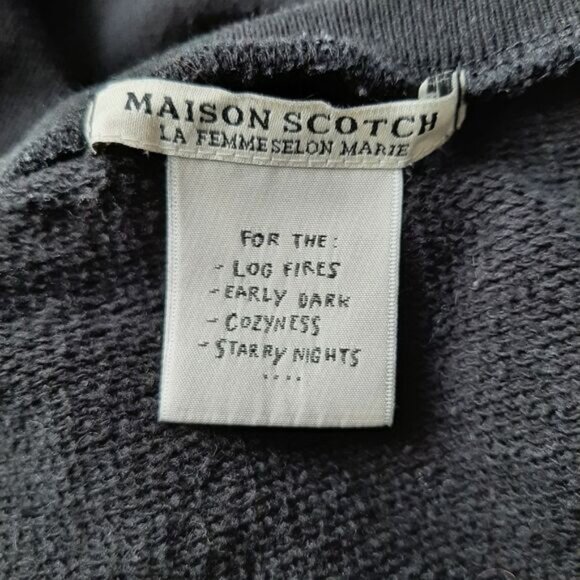 MAISON SCOTCH
LA FEMME SELON MARIE
FOR THE:
- LOG FIRES
- EARLY DARK
- COZYNESS
- STARRY NIGHTS
....